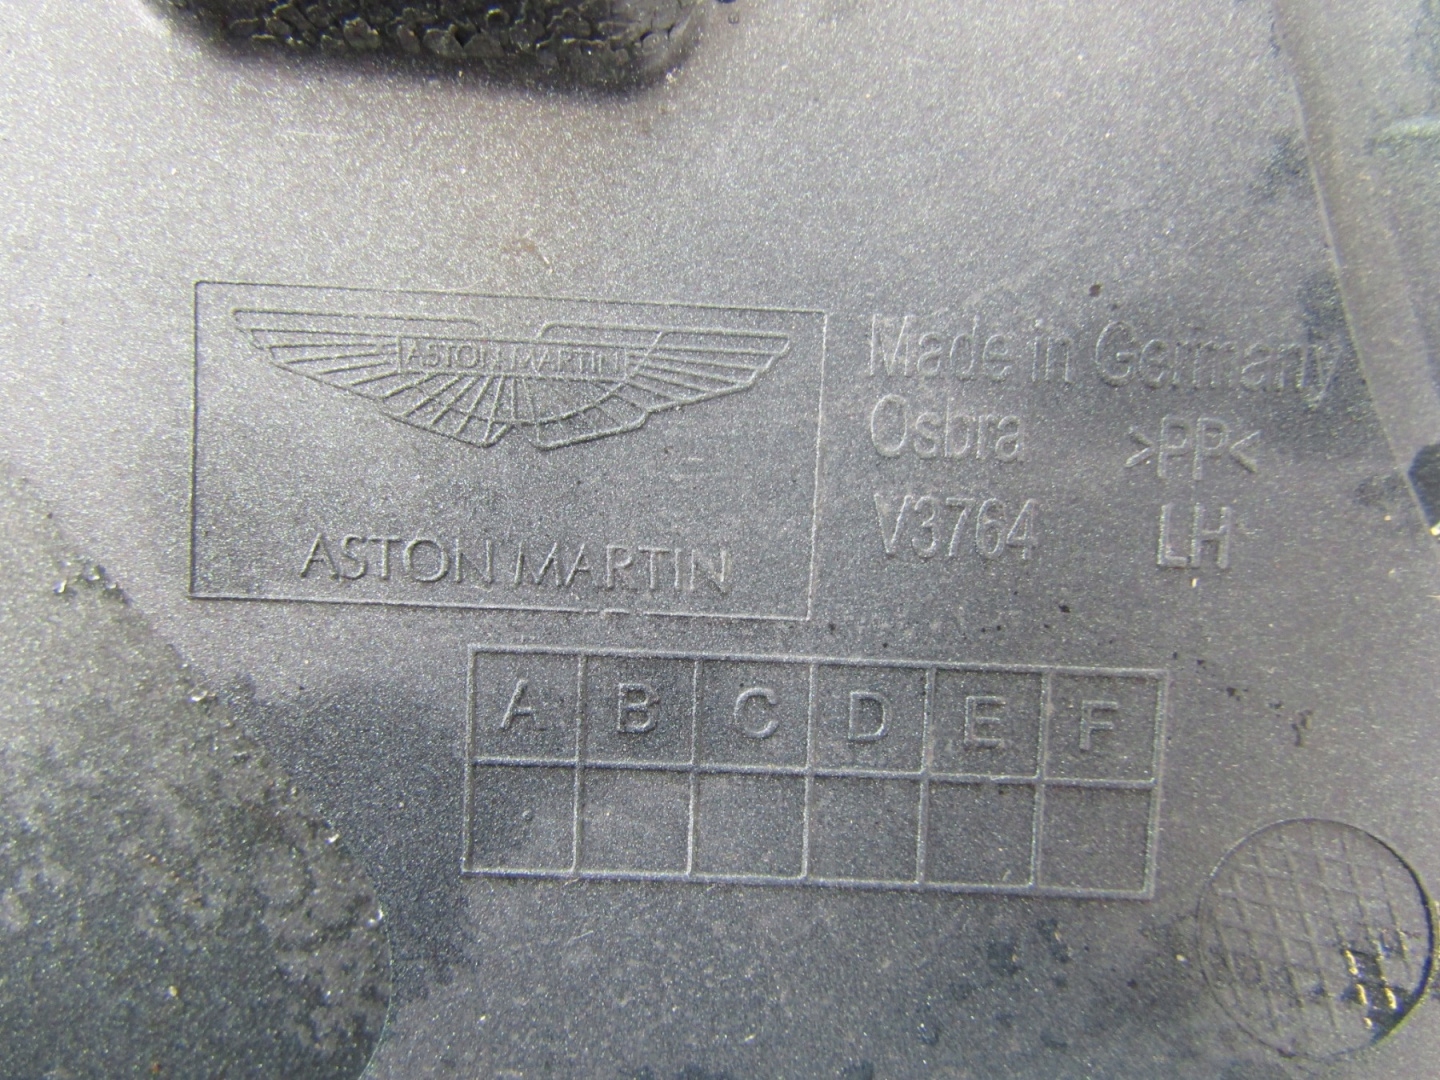 ASTON MARTIN
ASTON MARTIN
Made in Germany
Osbra >PP<
V3764 LH
A B C D E F